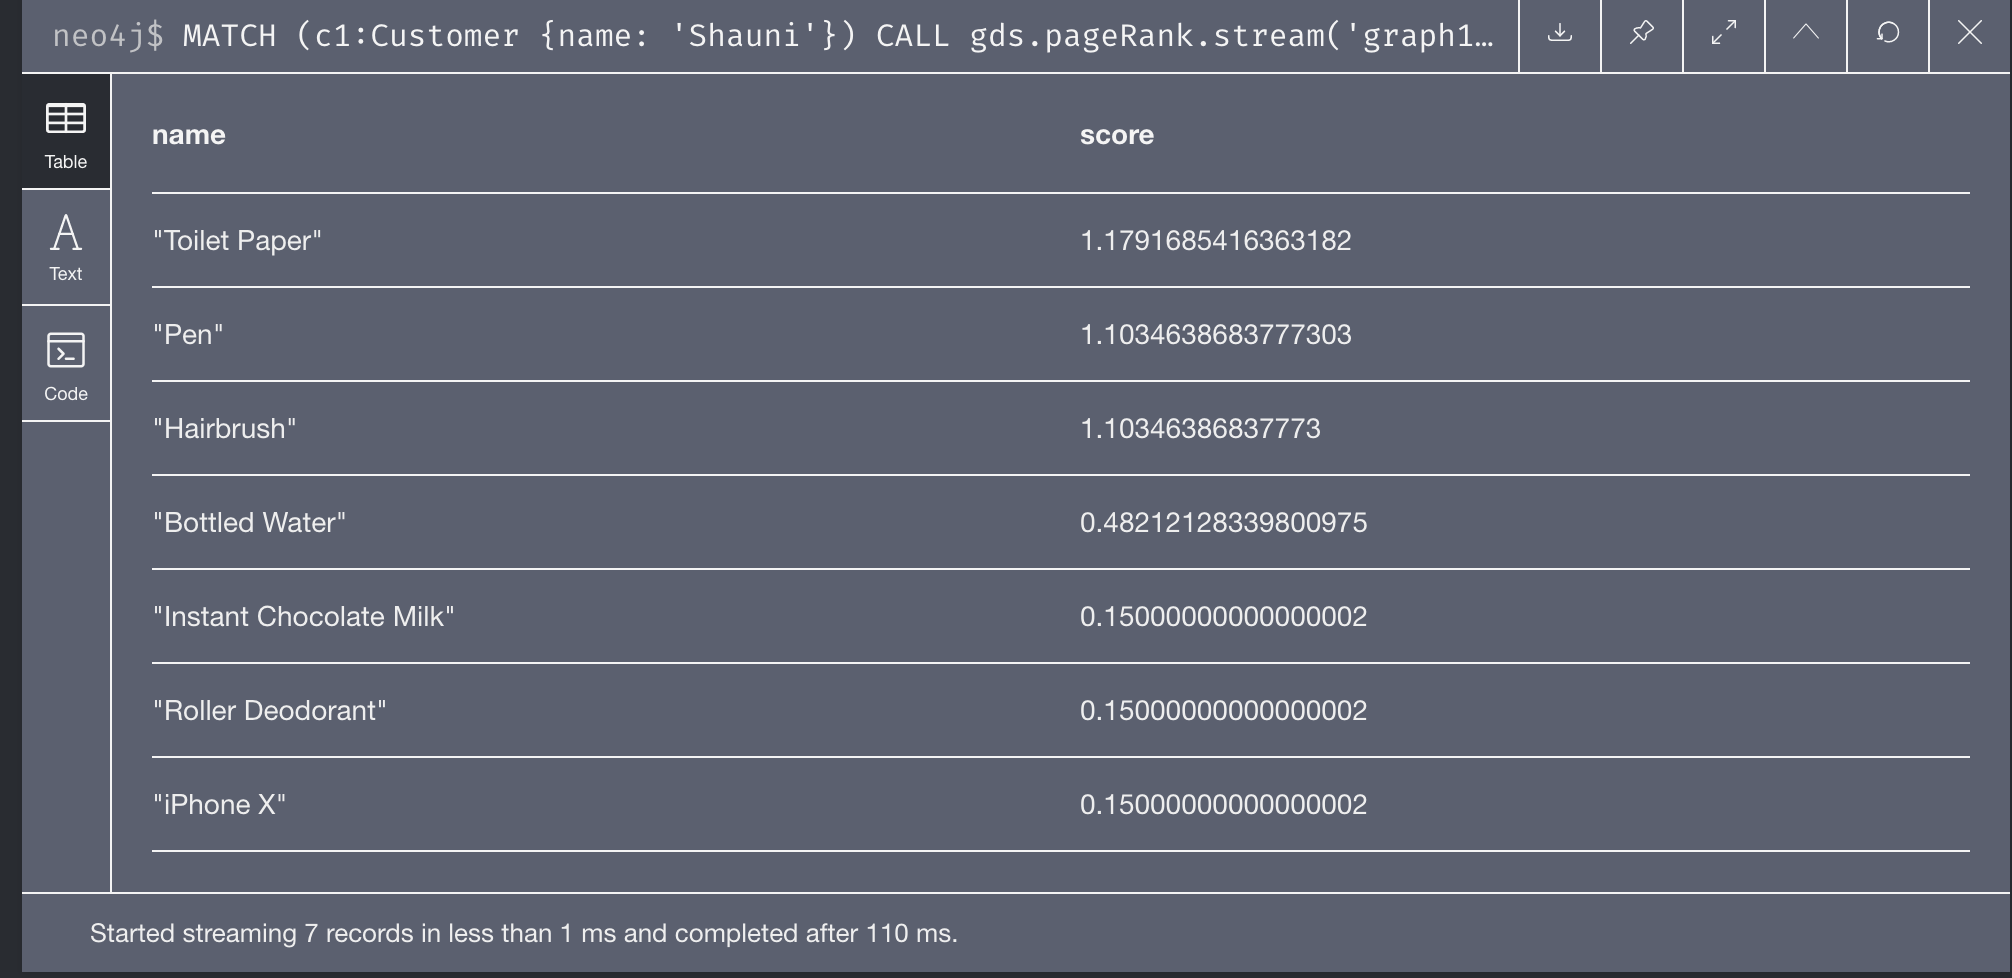 neo4j$ MATCH (c1:Customer {name: 'Shauni'}) CALL gds.pageRank.stream('graph1…
Table
Text
Code
name score
"Toilet Paper" 1.1791685416363182
"Pen" 1.1034638683777303
"Hairbrush" 1.10346386837773
"Bottled Water" 0.48212128339800975
"Instant Chocolate Milk" 0.15000000000000002
"Roller Deodorant" 0.15000000000000002
"iPhone X" 0.15000000000000002
Started streaming 7 records in less than 1 ms and completed after 110 ms.